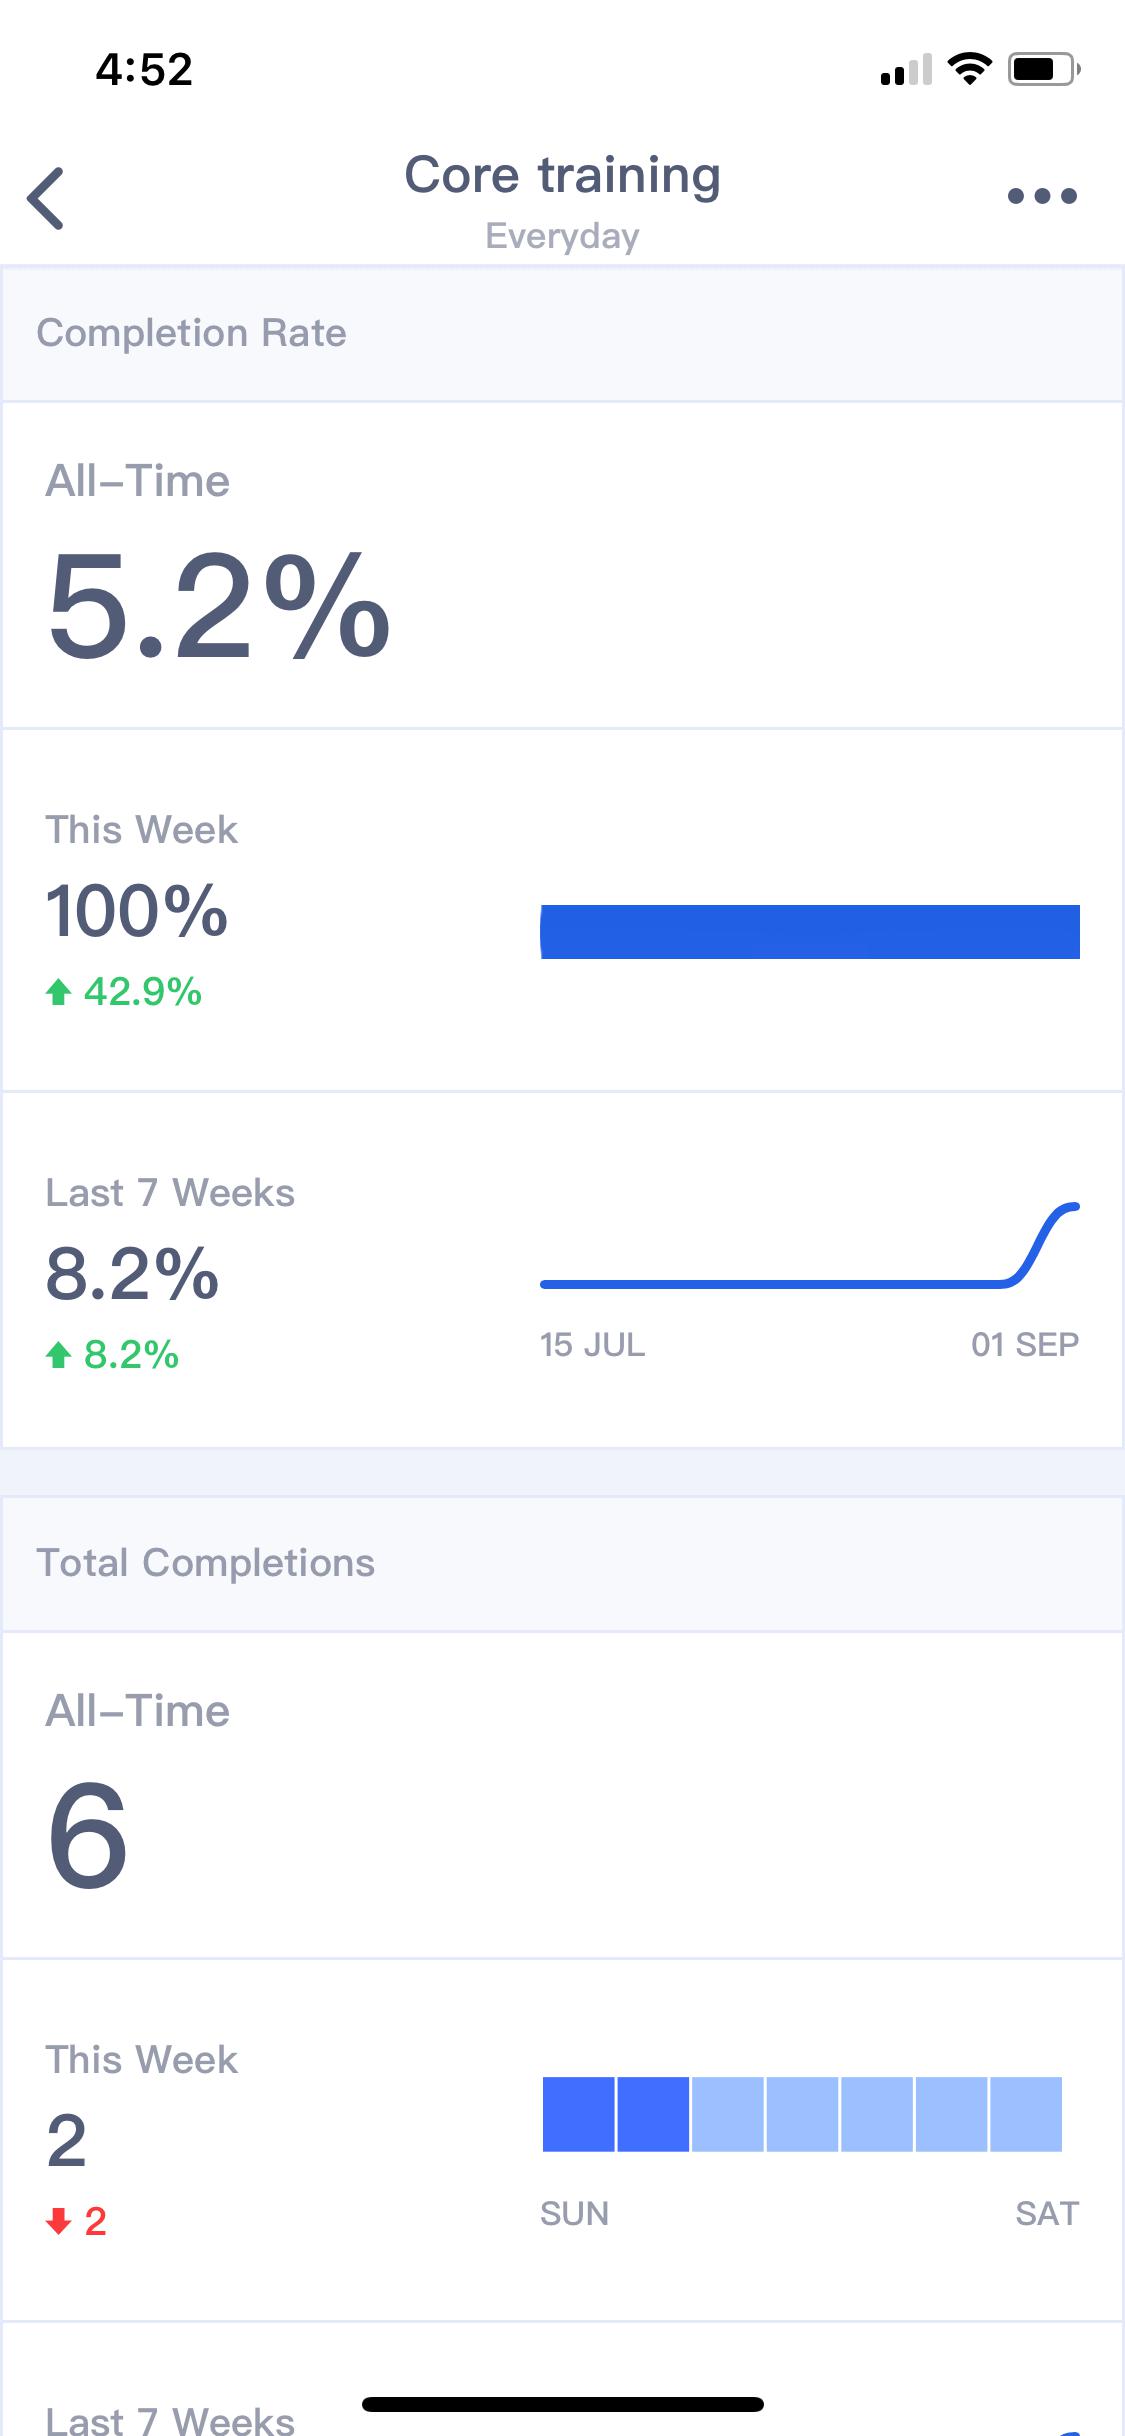 4:52
Core training
Everyday
Completion Rate
All-Time
5.2%
This Week
100%
42.9%
Last 7 Weeks
8.2%
8.2%
15 JUL 01 SEP
Total Completions
All-Time
6
This Week
2
2
SUN SAT
Last 7 Weeks